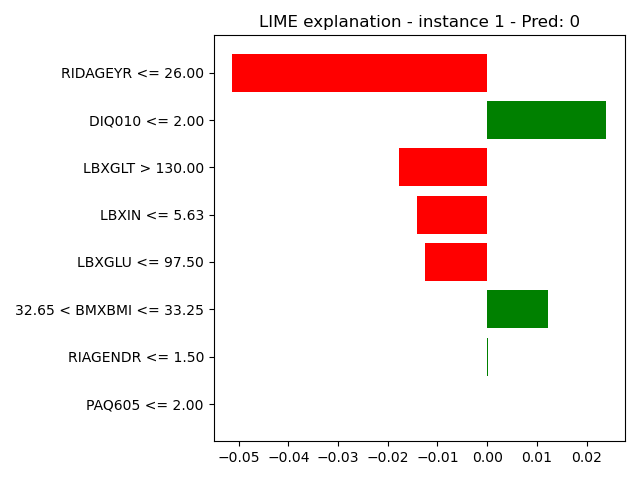 LIME explanation - instance 1 - Pred: 0
RIDAGEYR <= 26.00
DIQ010 <= 2.00
LBXGLT > 130.00
LBXIN <= 5.63
LBXGLU <= 97.50
32.65 < BMXBMI <= 33.25
RIAGENDR <= 1.50
PAQ605 <= 2.00
−0.05 −0.04 −0.03 −0.02 −0.01 0.00 0.01 0.02